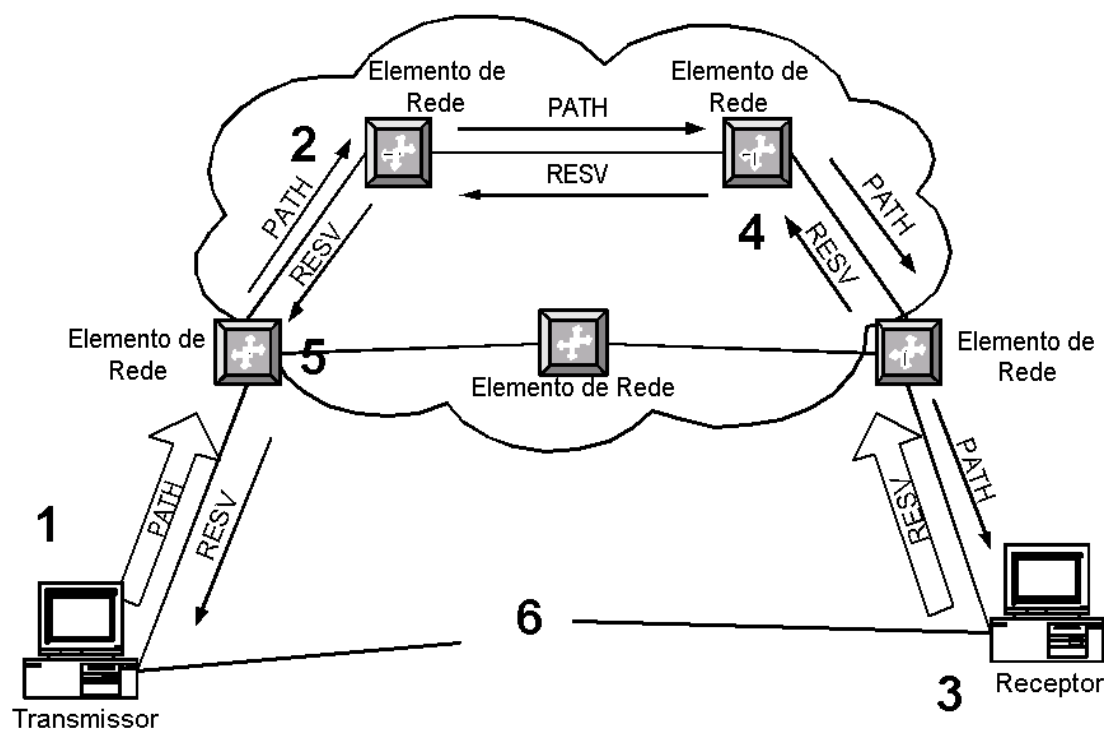 Elemento de
Rede
Elemento de
Rede
PATH
2
RESV
PATH
PATH
RESV
4
RESV
Elemento de
Rede
5
Elemento de Rede
Elemento de
Rede
1
PATH
RESV
RESV
PATH
6
3
Transmissor
Receptor